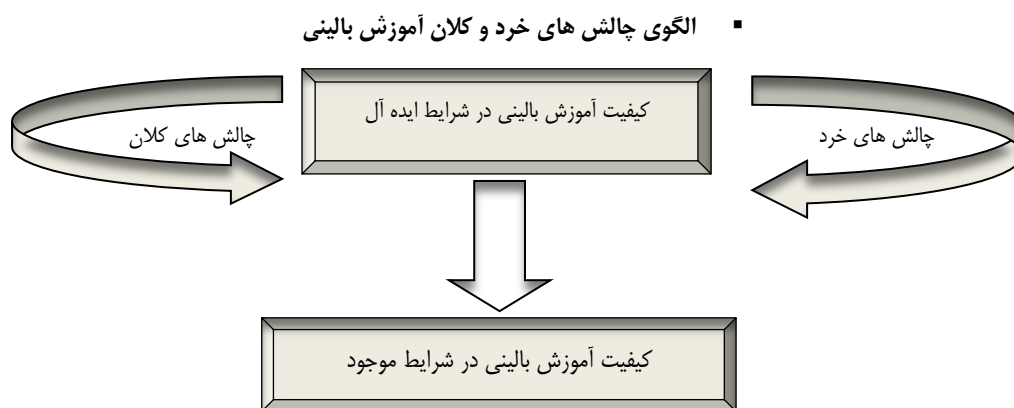 ▪ الگوی چالش های خرد و کلان آموزش بالینی
کیفیت آموزش بالینی در شرایط ایده آل
چالش های خرد
چالش های کلان
کیفیت آموزش بالینی در شرایط موجود